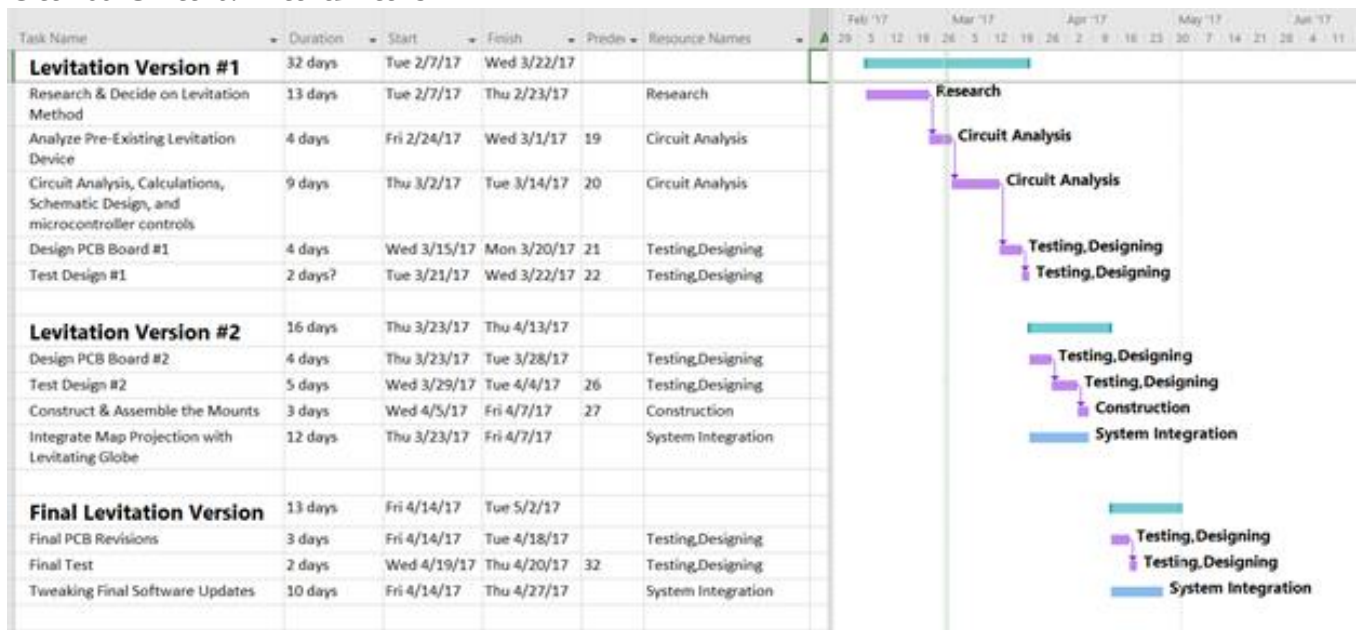 Task Name Duration Start Finish Predec Resource Names A
Feb '17 Mar '17 Apr '17 May '17 Jun '17
29 5 12 19 26 5 12 19 26 2 9 16 23 30 7 14 21 28 4 11
Levitation Version #1 32 days Tue 2/7/17 Wed 3/22/17
Research & Decide on Levitation Method 13 days Tue 2/7/17 Thu 2/23/17 Research Research
Analyze Pre-Existing Levitation Device 4 days Fri 2/24/17 Wed 3/1/17 19 Circuit Analysis Circuit Analysis
Circuit Analysis, Calculations, Schematic Design, and microcontroller controls 9 days Thu 3/2/17 Tue 3/14/17 20 Circuit Analysis Circuit Analysis
Design PCB Board #1 4 days Wed 3/15/17 Mon 3/20/17 21 Testing,Designing Testing,Designing
Test Design #1 2 days? Tue 3/21/17 Wed 3/22/17 22 Testing,Designing Testing,Designing
Levitation Version #2 16 days Thu 3/23/17 Thu 4/13/17
Design PCB Board #2 4 days Thu 3/23/17 Tue 3/28/17 Testing,Designing Testing,Designing
Test Design #2 5 days Wed 3/29/17 Tue 4/4/17 26 Testing,Designing Testing,Designing
Construct & Assemble the Mounts 3 days Wed 4/5/17 Fri 4/7/17 27 Construction Construction
Integrate Map Projection with Levitating Globe 12 days Thu 3/23/17 Fri 4/7/17 System Integration System Integration
Final Levitation Version 13 days Fri 4/14/17 Tue 5/2/17
Final PCB Revisions 3 days Fri 4/14/17 Tue 4/18/17 Testing,Designing Testing,Designing
Final Test 2 days Wed 4/19/17 Thu 4/20/17 32 Testing,Designing Testing,Designing
Tweaking Final Software Updates 10 days Fri 4/14/17 Thu 4/27/17 System Integration System Integration